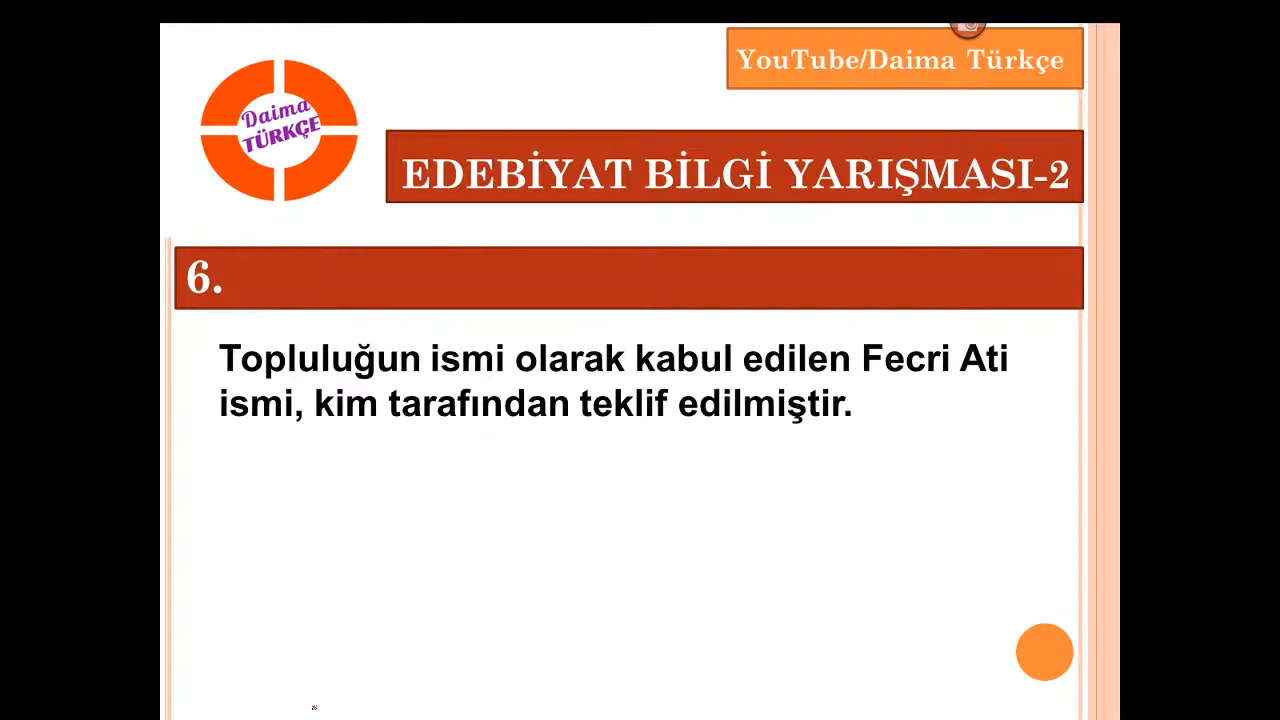 YouTube/Daima Türkçe
Daima
TÜRKÇE
EDEBİYAT BİLGİ YARIŞMASI-2
6.
Topluluğun ismi olarak kabul edilen Fecri Ati
ismi, kim tarafından teklif edilmiştir.